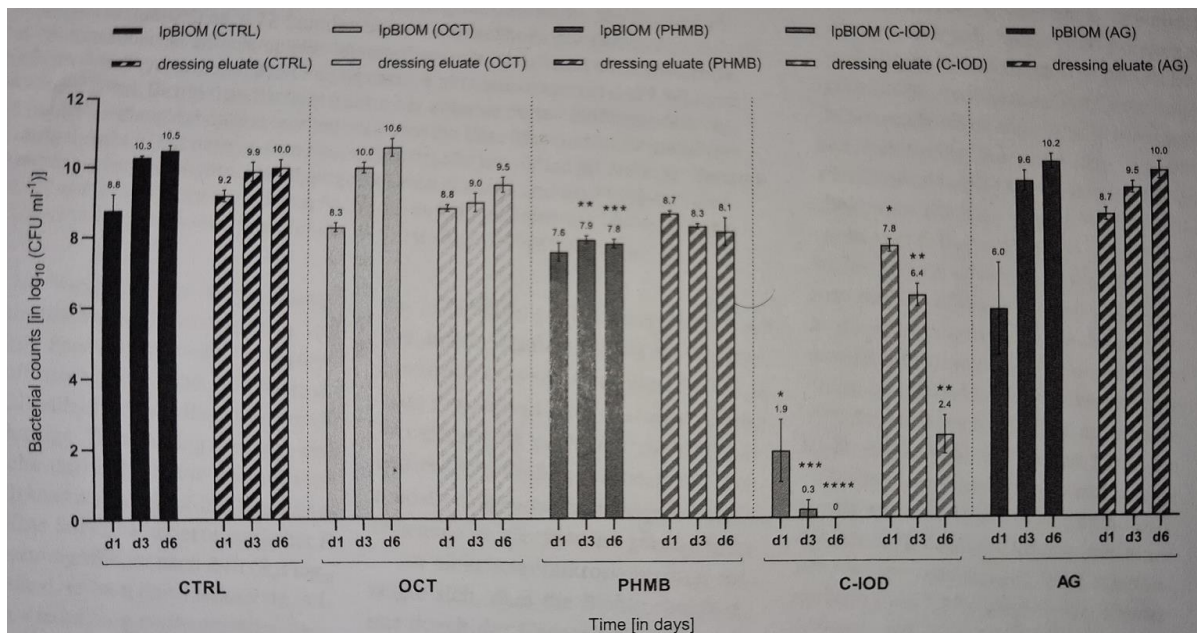 lpBIOM (CTRL) lpBIOM (OCT) lpBIOM (PHMB) lpBIOM (C-IOD) lpBIOM (AG)
dressing eluate (CTRL) dressing eluate (OCT) dressing eluate (PHMB) dressing eluate (C-IOD) dressing eluate (AG)
Bacterial counts [in log10 (CFU ml-1)]
12
10
8
6
4
2
0
8.8 10.3 10.5 9.2 9.9 10.0
8.3 10.0 10.6 8.8 9.0 9.5
** ***
7.6 7.9 7.8 8.7 8.3 8.1
* *** **** * ** **
1.9 0.3 0 7.8 6.4 2.4
6.0 9.6 10.2 8.7 9.5 10.0
d1 d3 d6 d1 d3 d6 d1 d3 d6 d1 d3 d6 d1 d3 d6 d1 d3 d6 d1 d3 d6 d1 d3 d6 d1 d3 d6 d1 d3 d6
CTRL OCT PHMB C-IOD AG
Time [in days]